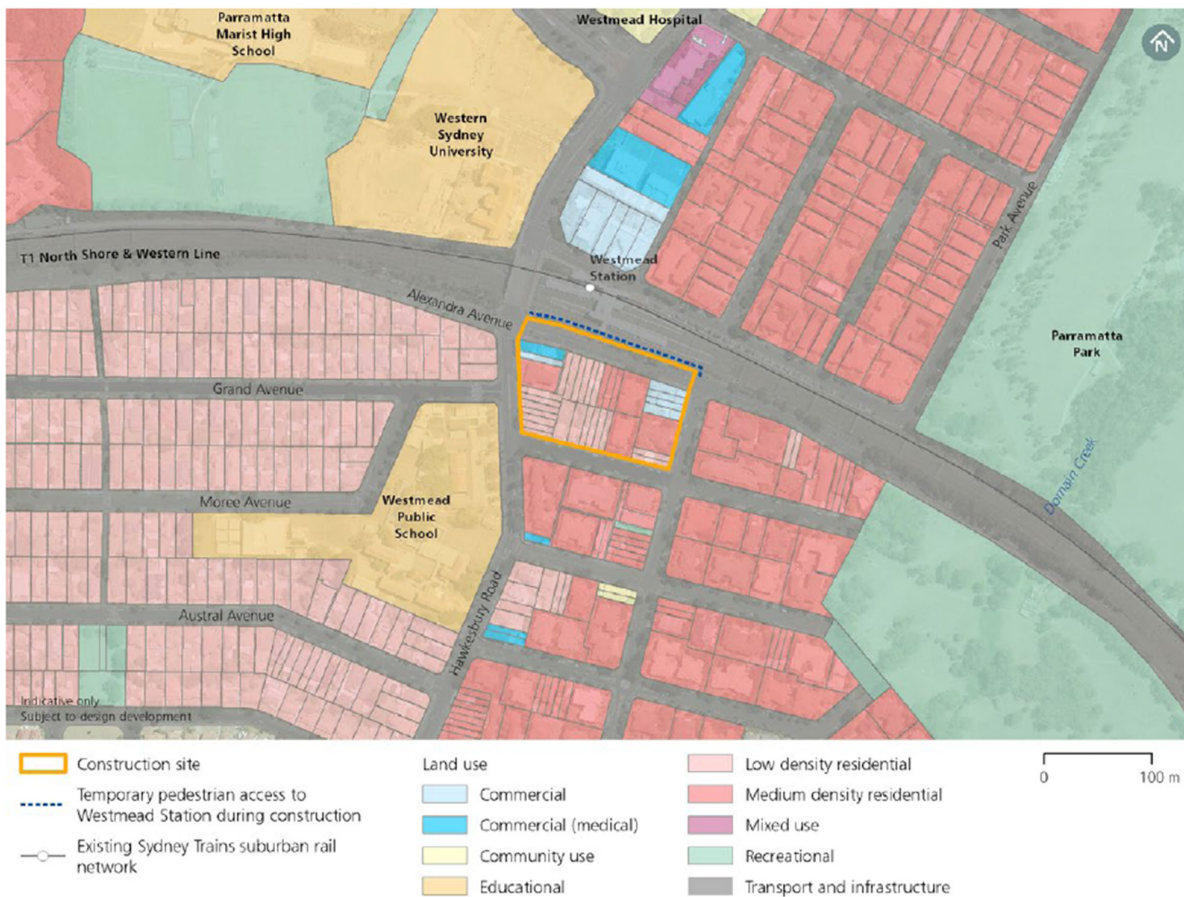 Parramatta
Marist High
School
Westmead Hospital
N
Western
Sydney
University
Park Avenue
T1 North Shore & Western Line
Westmead
Station
Alexandra Avenue
Parramatta
Park
Grand Avenue
Domain Creek
Moree Avenue
Westmead
Public
School
Hawkesbury Road
Austral Avenue
Indicative only
Subject to design development
Construction site
Temporary pedestrian access to
Westmead Station during construction
Existing Sydney Trains suburban rail
network
Land use
Commercial
Commercial (medical)
Community use
Educational
Low density residential
Medium density residential
Mixed use
Recreational
Transport and infrastructure
0 100 m